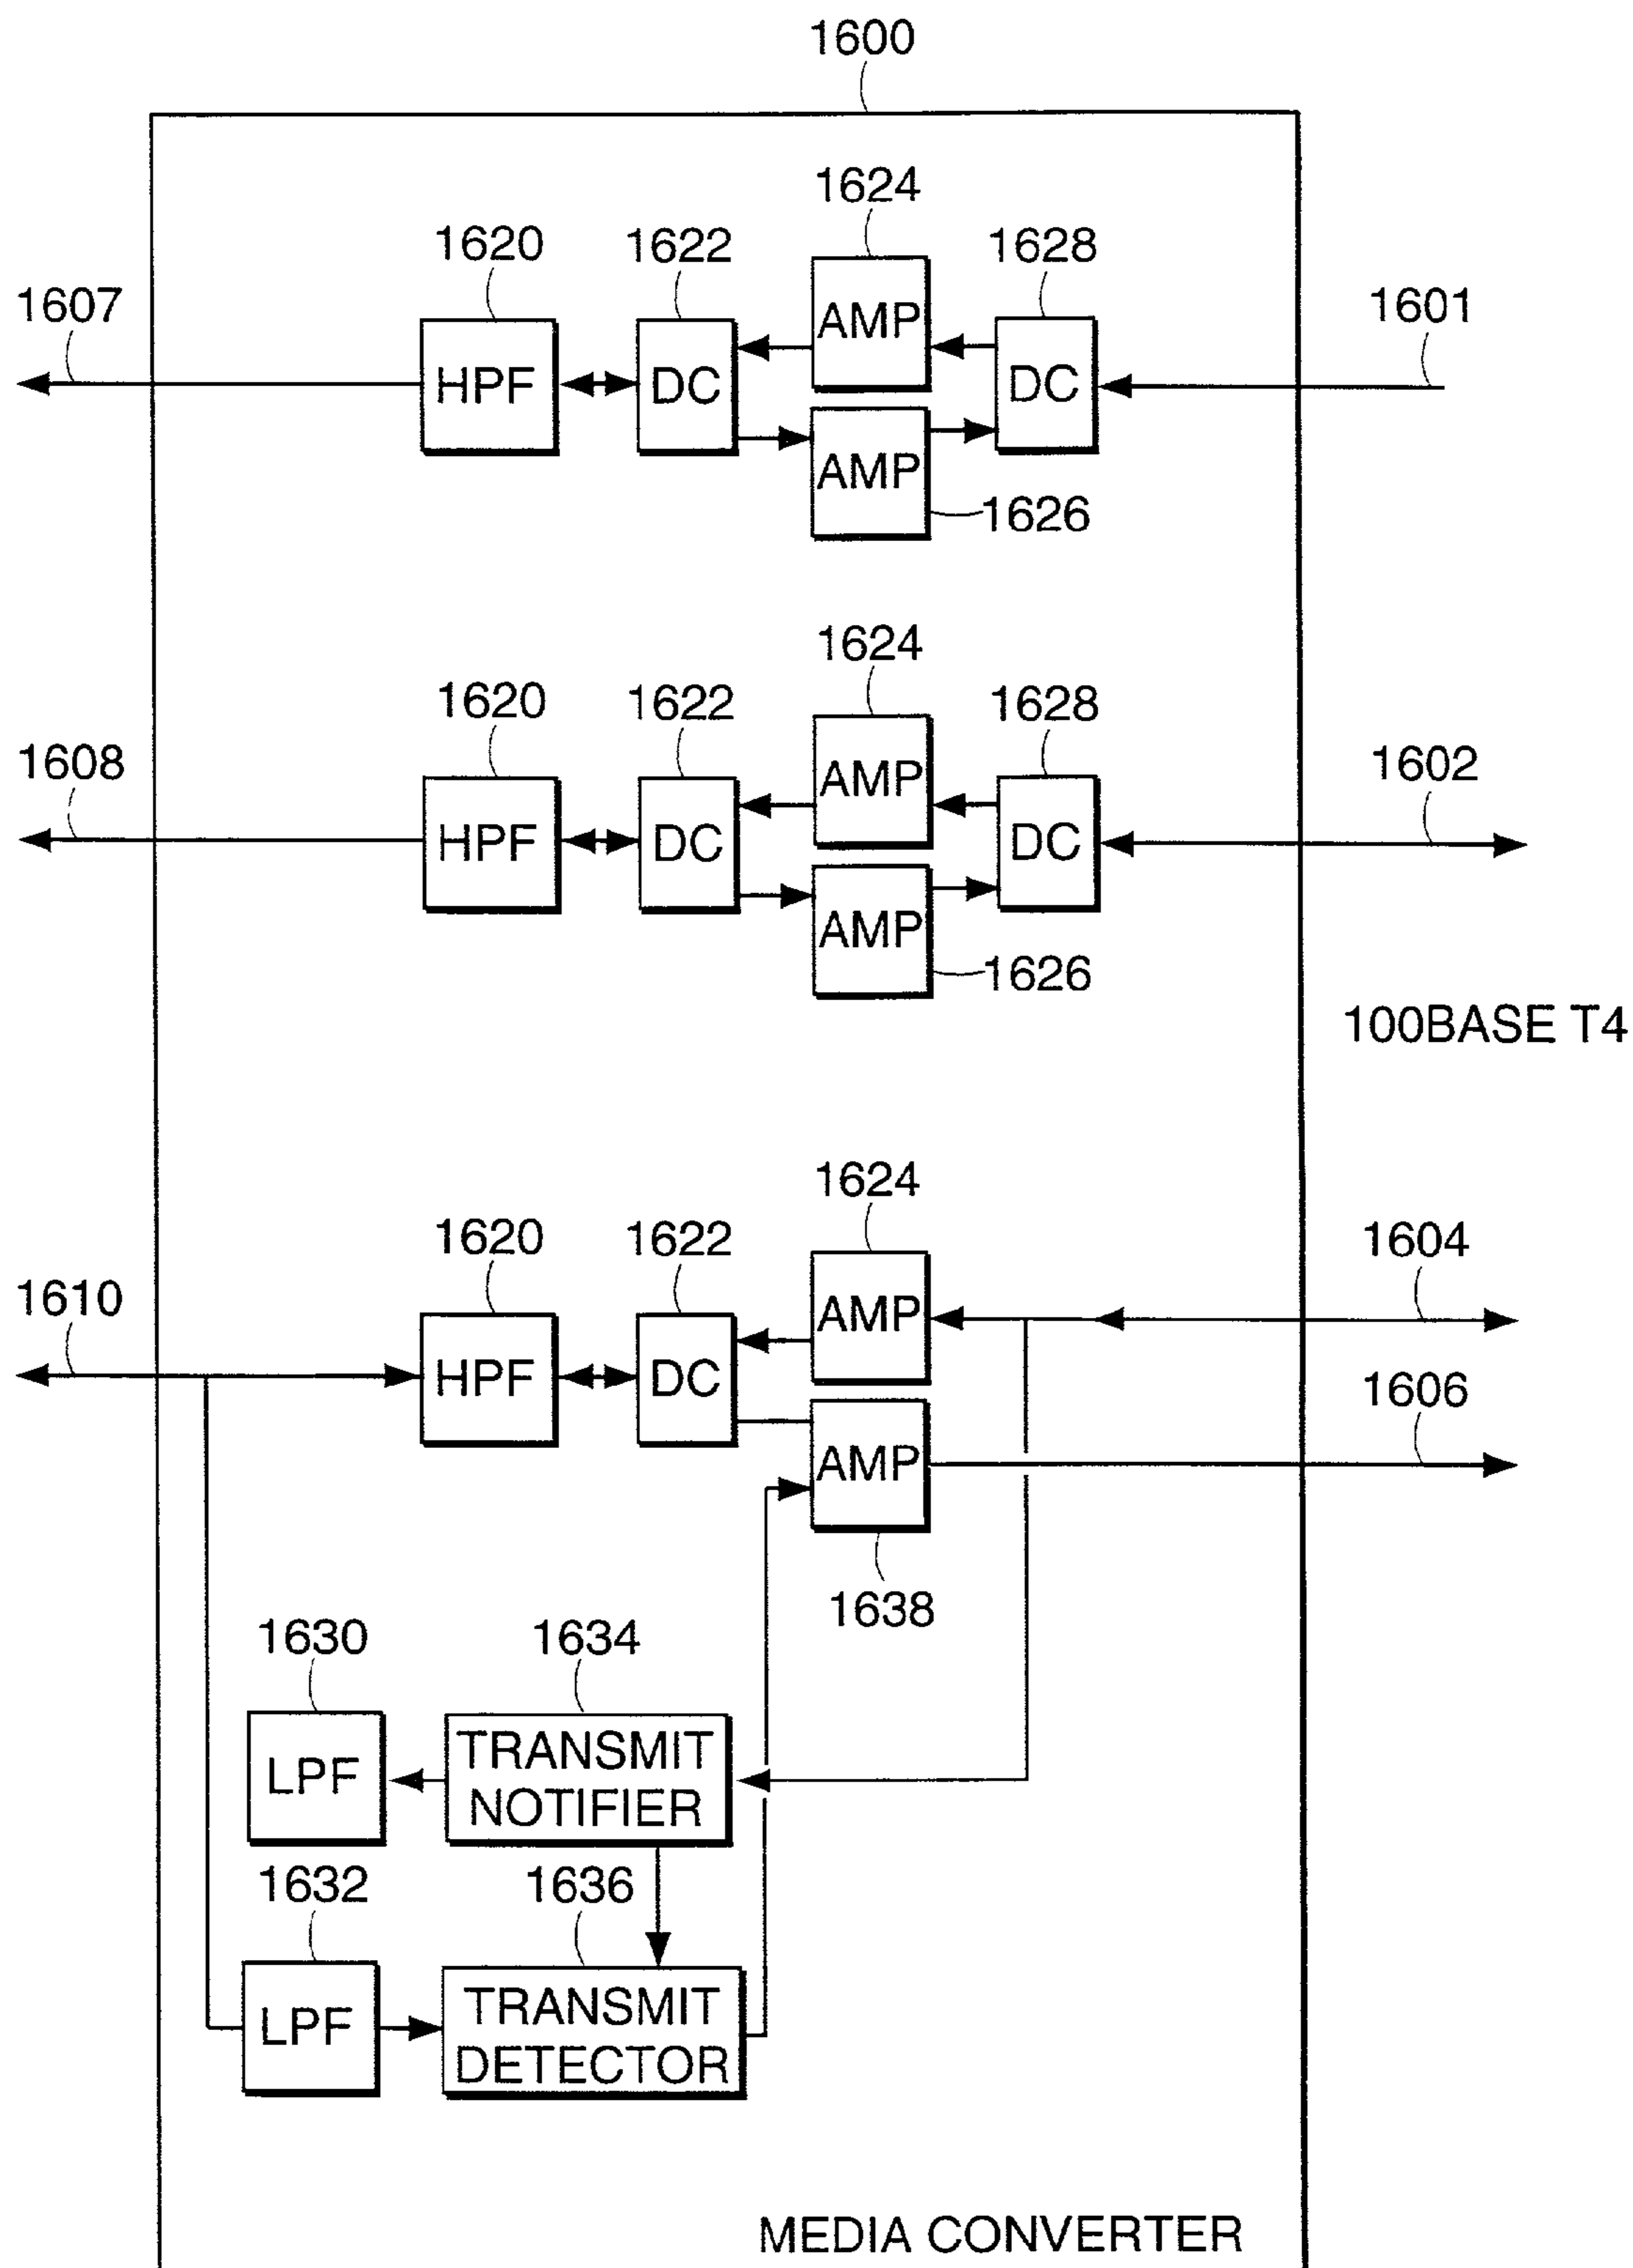 1600
1624
1620
1622
1628
1607
1601
AMP
HPF
DC
DC
AMP
1626
1624
1620
1622
1628
1608
1602
AMP
HPF
DC
DC
AMP
1626
100BASE T4
1624
1620
1622
1604
1610
AMP
HPF
DC
1606
AMP
1638
1630
1634
LPF
TRANSMIT
NOTIFIER
1632
1636
LPF
TRANSMIT
DETECTOR
MEDIA CONVERTER